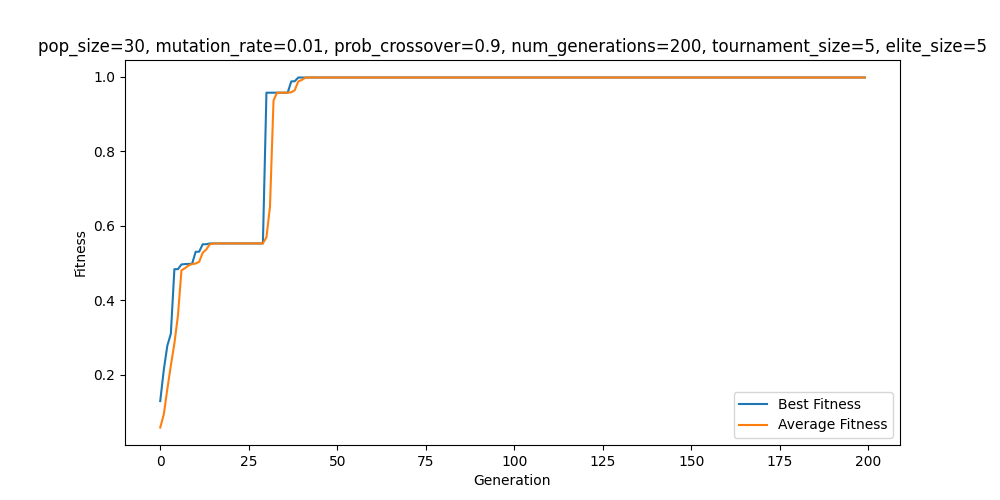 pop_size=30, mutation_rate=0.01, prob_crossover=0.9, num_generations=200, tournament_size=5, elite_size=5
1.0
0.8
0.6
0.4
0.2
Fitness
Best Fitness
Average Fitness
0 25 50 75 100 125 150 175 200
Generation